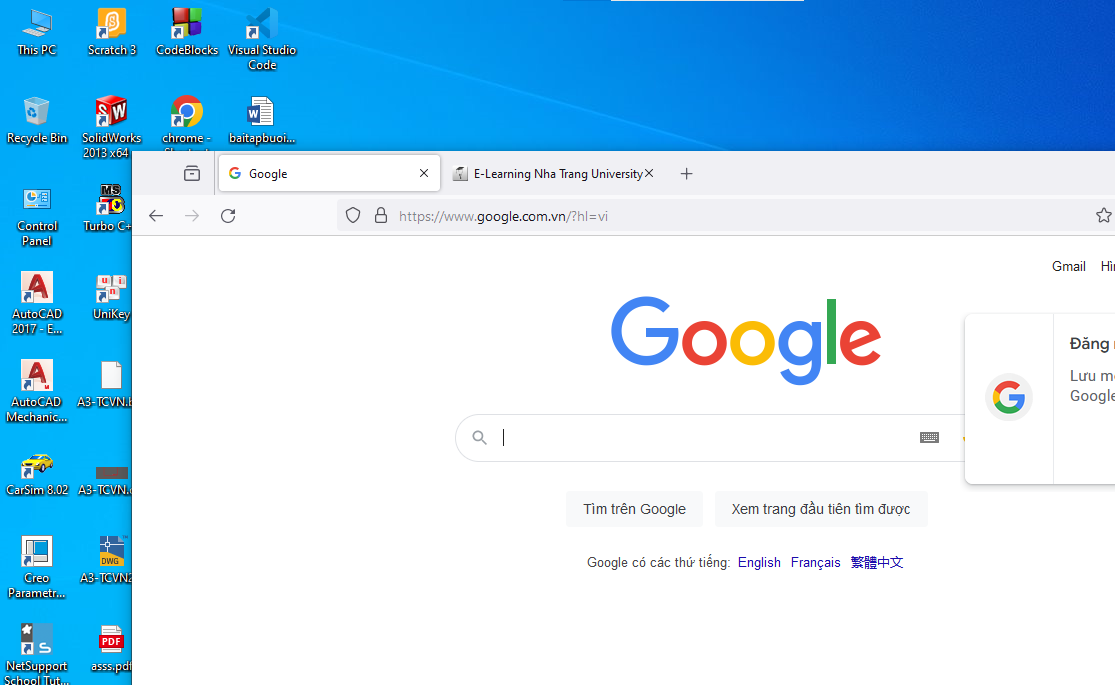 This PC
Scratch 3
CodeBlocks
Visual Studio
Code
Recycle Bin
SolidWorks
2013 x64
chrome -
baitapbuoi...
Control
Panel
Turbo C+
AutoCAD
2017 - E...
UniKey
AutoCAD
Mechanic...
A3-TCVN.
CarSim 8.02
A3-TCVN.
Creo
Parametr...
DWG
A3-TCVN2
NetSupport
School Tut...
PDF
asss.pdf
Google
E-Learning Nha Trang University
https://www.google.com.vn/?hl=vi
Gmail
Hì
Google
Đăng
Lưu m
Google
Tìm trên Google
Xem trang đầu tiên tìm được
Google có các thứ tiếng: English Français 繁體中文